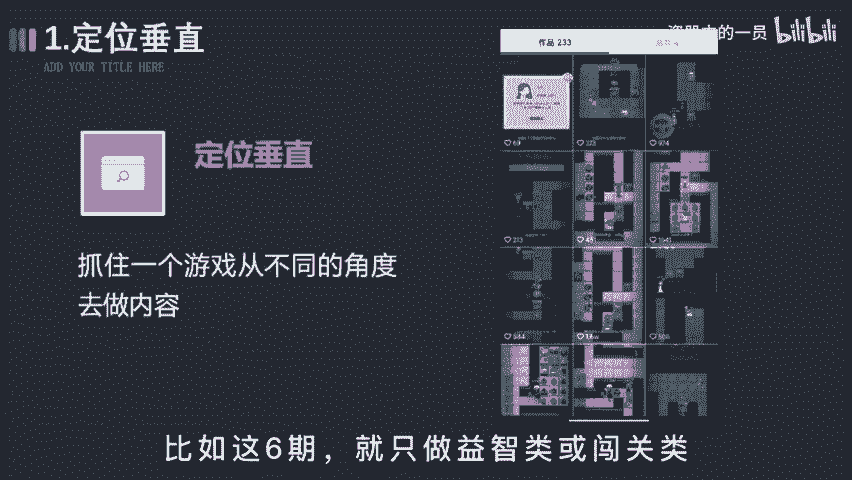 1.定位垂直
ADD YOUR TITLE HERE
的一员 bilibili
作品 233
定位垂直
抓住一个游戏从不同的角度
去做内容
比如这6期，就只做益智类或闯关类